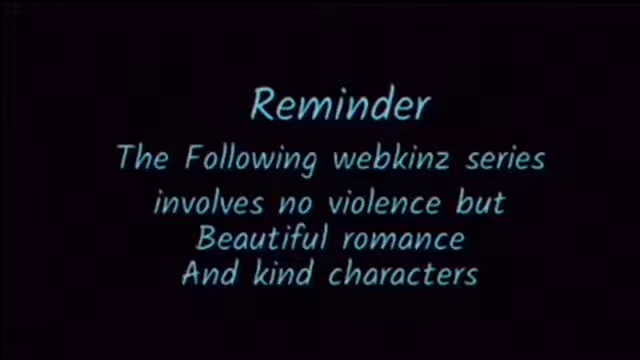 Reminder
The Following webkinz series
involves no violence but
Beautiful romance
And kind characters